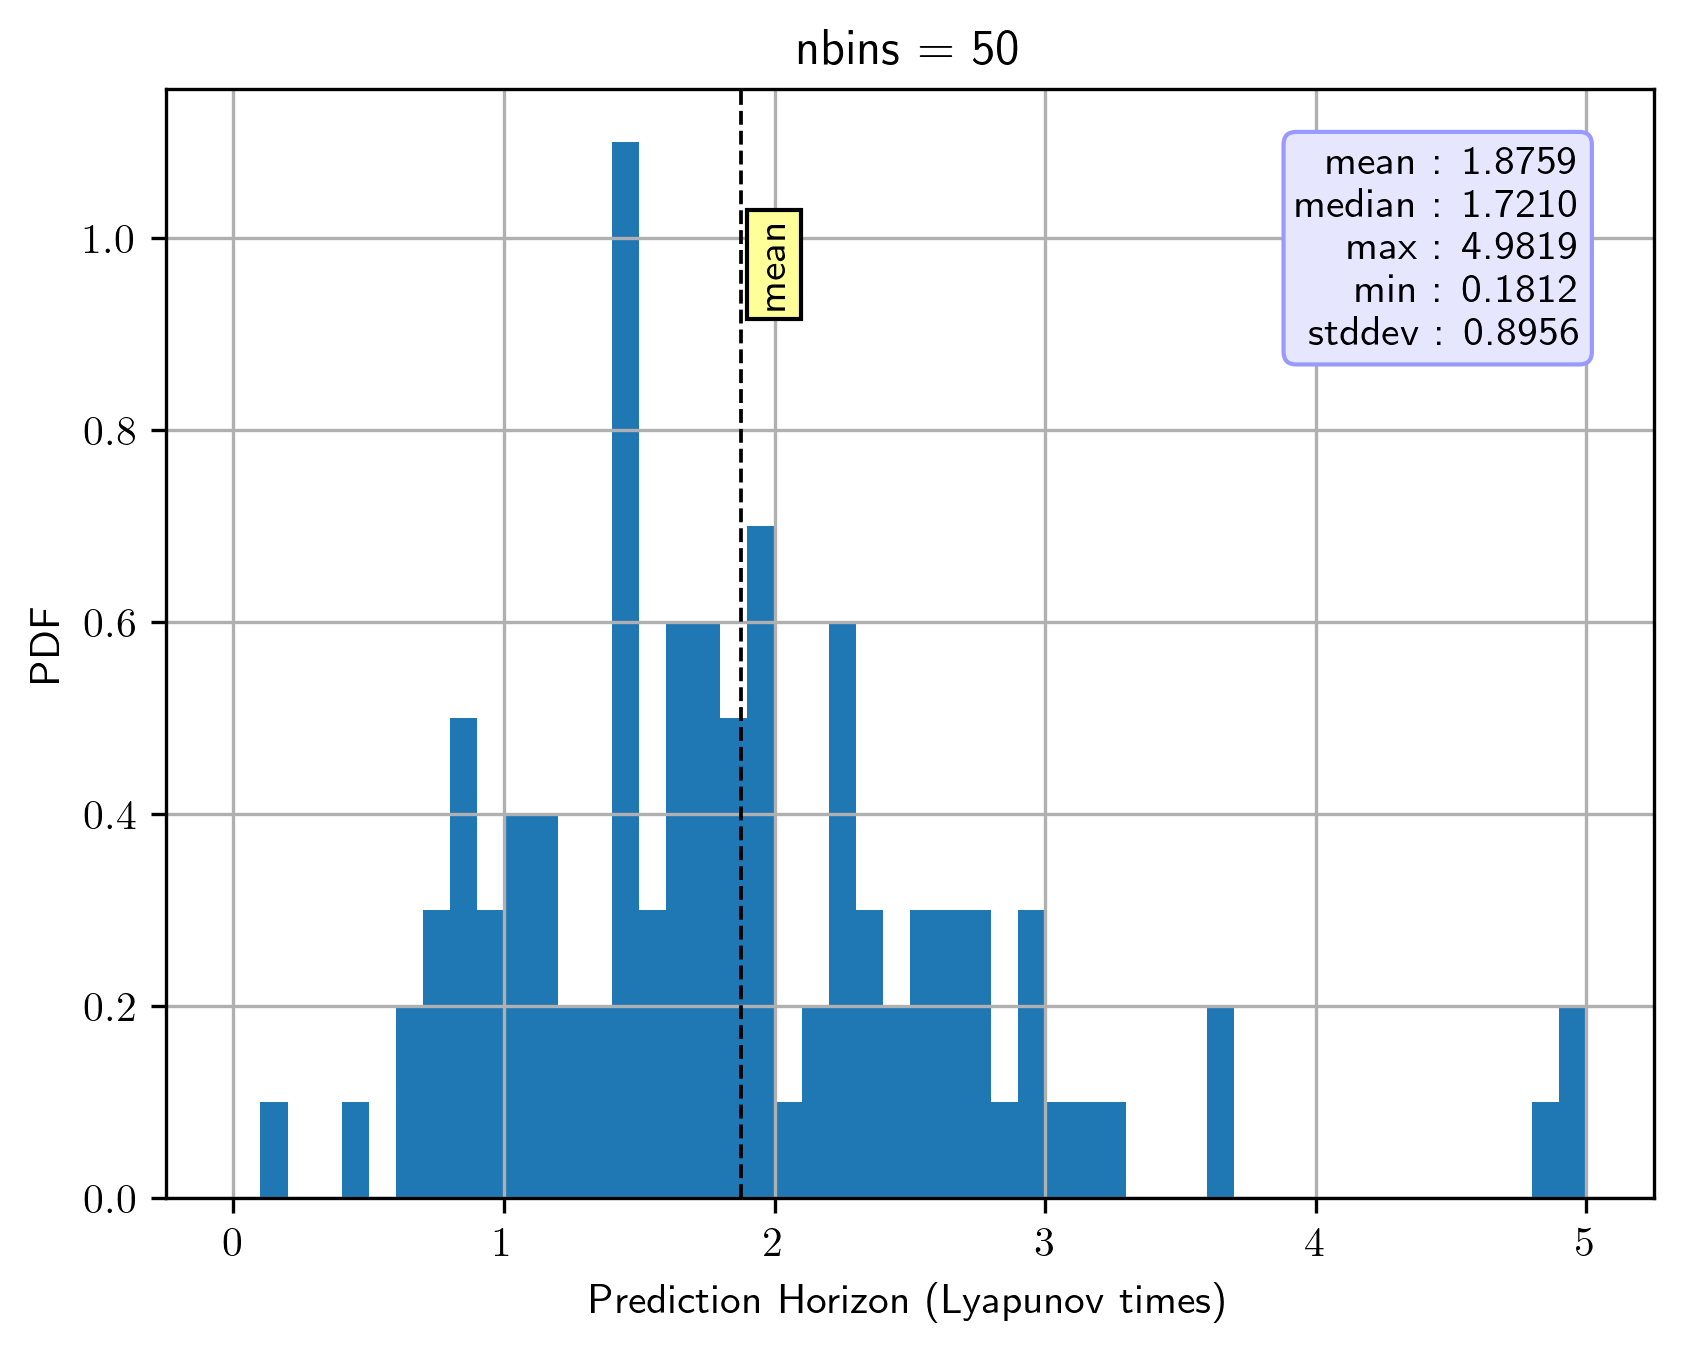 nbins = 50
mean : 1.8759
median : 1.7210
max : 4.9819
min : 0.1812
stddev : 0.8956
mean
PDF
1.0
0.8
0.6
0.4
0.2
0.0
0 1 2 3 4 5
Prediction Horizon (Lyapunov times)